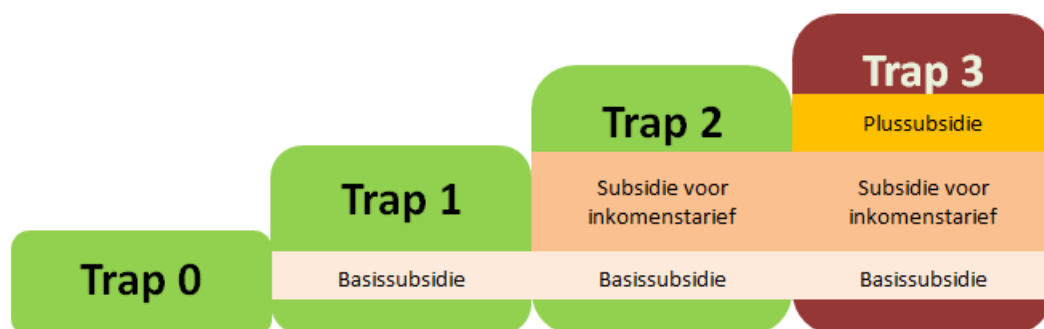 Trap 0
Trap 1
Basissubsidie
Trap 2
Subsidie voor
inkomenstarief
Basissubsidie
Trap 3
Plussubsidie
Subsidie voor
inkomenstarief
Basissubsidie